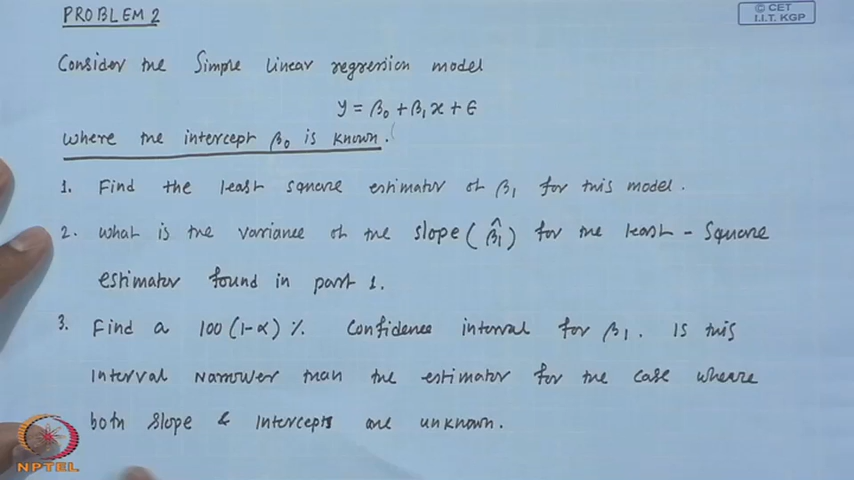 PROBLEM 2
© CET
I.I.T. KGP
Consider the Simple linear regression model
y = β₀ + β₁x + ϵ
where the intercept β₀ is known.
1. Find the least square estimator of β₁ for this model.
2. What is the variance of the slope (β̂₁) for the least-square
estimator found in part 1.
3. Find a 100 (1-α) % Confidence interval for β₁. Is this
interval narrower than the estimator for the case wheare
both slope & intercepts are unknown.
NPTEL